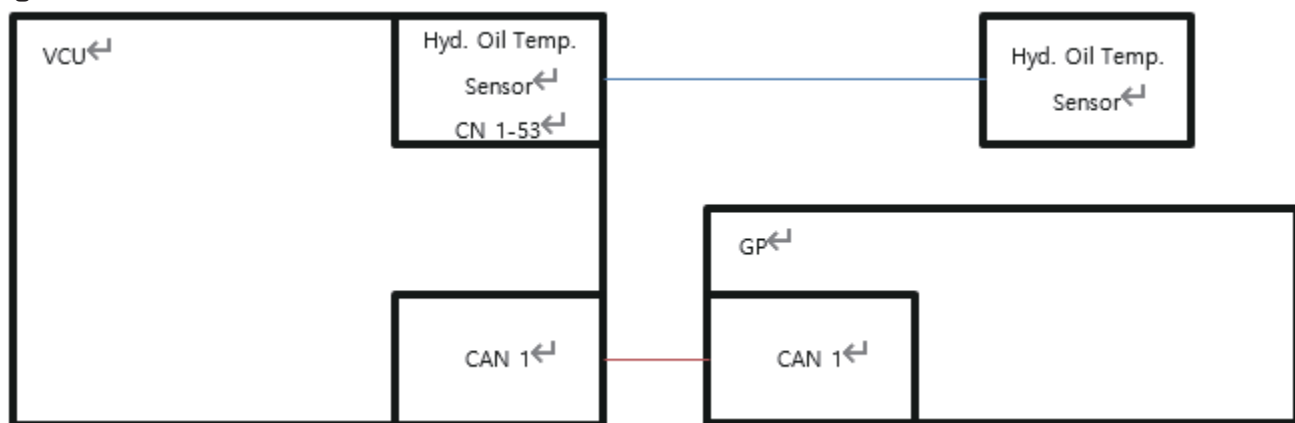 VCU
Hyd. Oil Temp.
Sensor
CN 1-53
Hyd. Oil Temp.
Sensor
GP
CAN 1
CAN 1